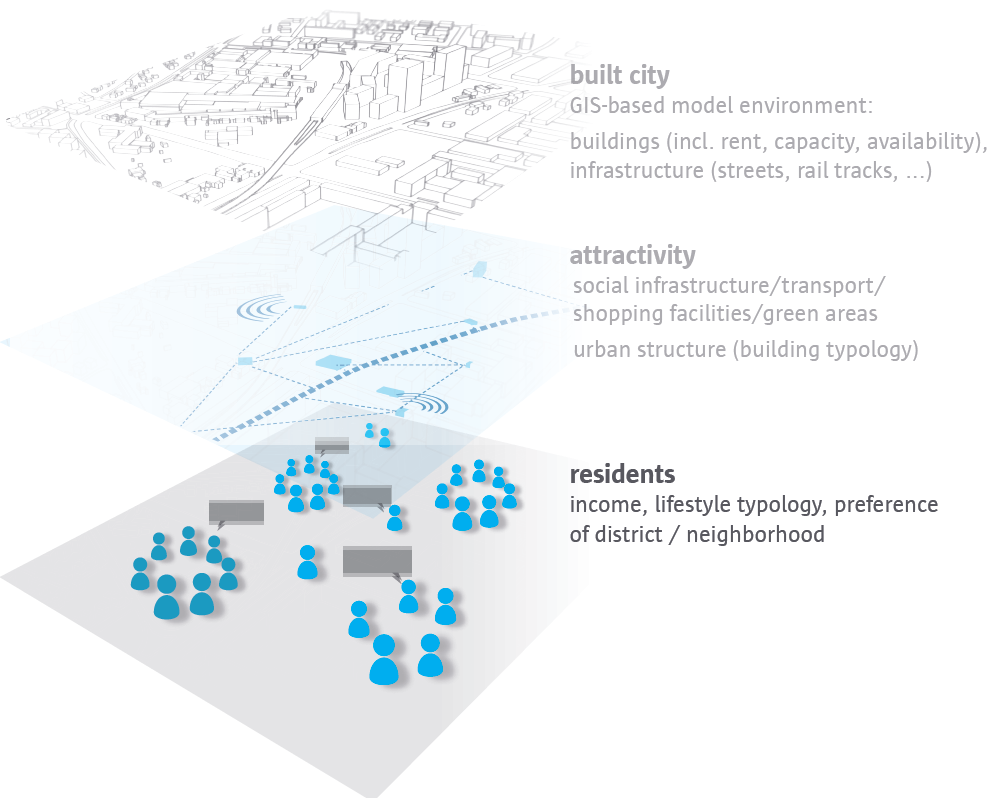 built city
GIS-based model environment:
buildings (incl. rent, capacity, availability),
infrastructure (streets, rail tracks, ...)
attractivity
social infrastructure/transport/
shopping facilities/green areas
urban structure (building typology)
residents
income, lifestyle typology, preference
of district / neighborhood